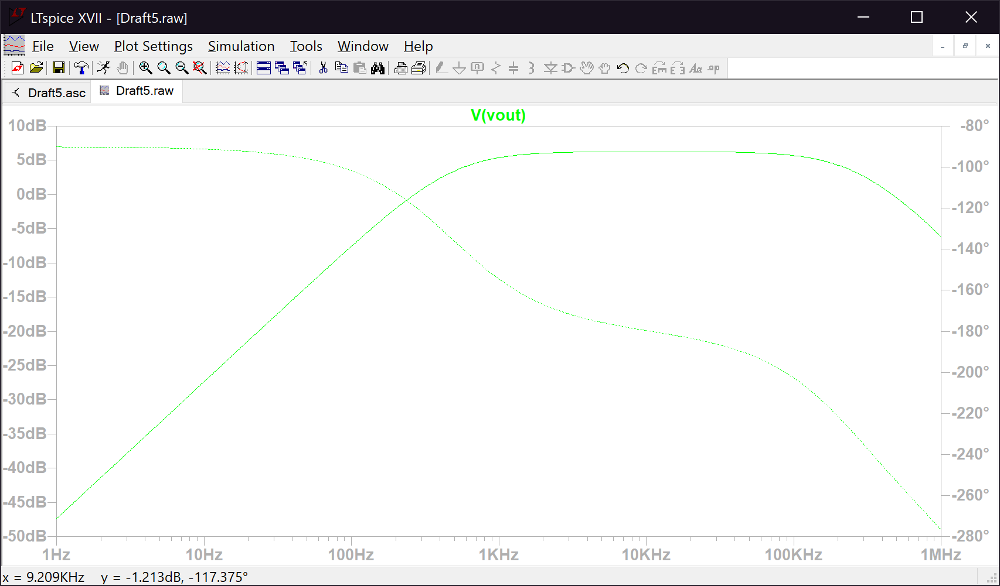 LTspice XVII - [Draft5.raw]
File View Plot Settings Simulation Tools Window Help
Draft5.asc Draft5.raw
V(vout)
10dB -80°
5dB -100°
0dB -120°
-5dB -140°
-10dB -160°
-15dB -180°
-20dB -200°
-25dB -220°
-30dB -240°
-35dB -260°
-40dB -280°
-45dB
-50dB
1Hz 10Hz 100Hz 1KHz 10KHz 100KHz 1MHz
x = 9.209KHz y = -1.213dB, -117.375°